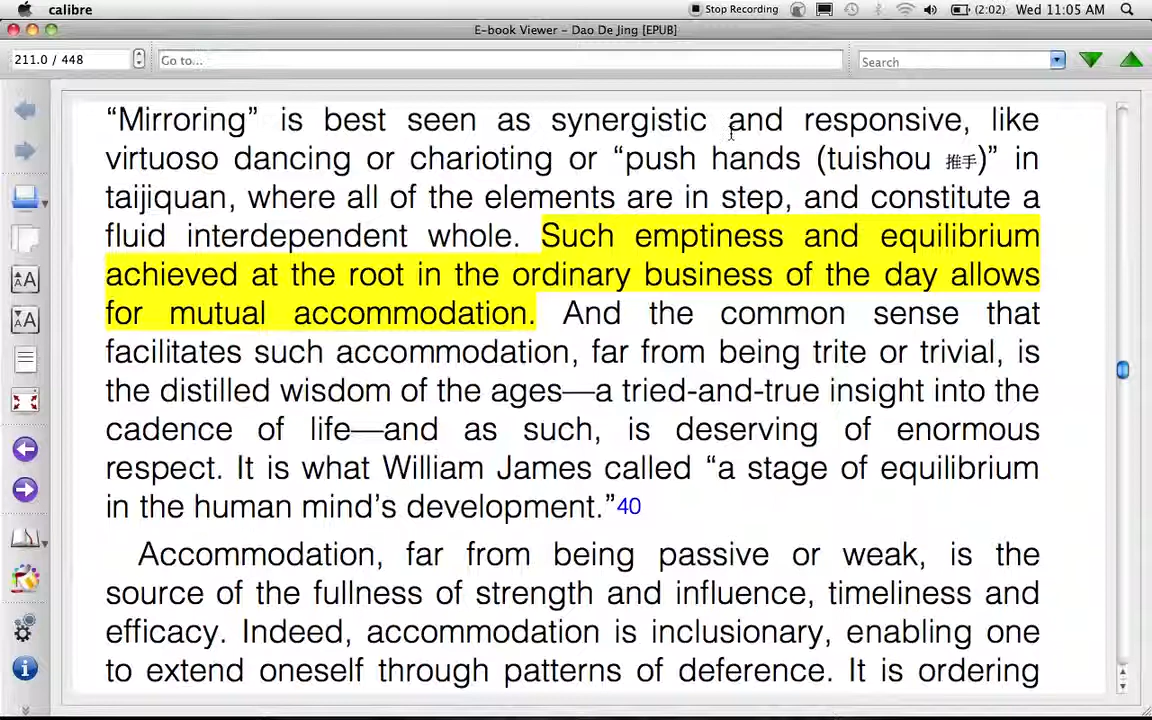 calibre
Stop Recording
(2:02) Wed 11:05 AM
E-book Viewer - Dao De Jing [EPUB]
211.0 / 448
Go to...
Search
“Mirroring” is best seen as synergistic and responsive, like
virtuoso dancing or charioting or “push hands (tuishou 推手)” in
taijiquan, where all of the elements are in step, and constitute a
fluid interdependent whole. Such emptiness and equilibrium
achieved at the root in the ordinary business of the day allows
for mutual accommodation. And the common sense that
facilitates such accommodation, far from being trite or trivial, is
the distilled wisdom of the ages—a tried-and-true insight into the
cadence of life—and as such, is deserving of enormous
respect. It is what William James called “a stage of equilibrium
in the human mind’s development.”40
Accommodation, far from being passive or weak, is the
source of the fullness of strength and influence, timeliness and
efficacy. Indeed, accommodation is inclusionary, enabling one
to extend oneself through patterns of deference. It is ordering